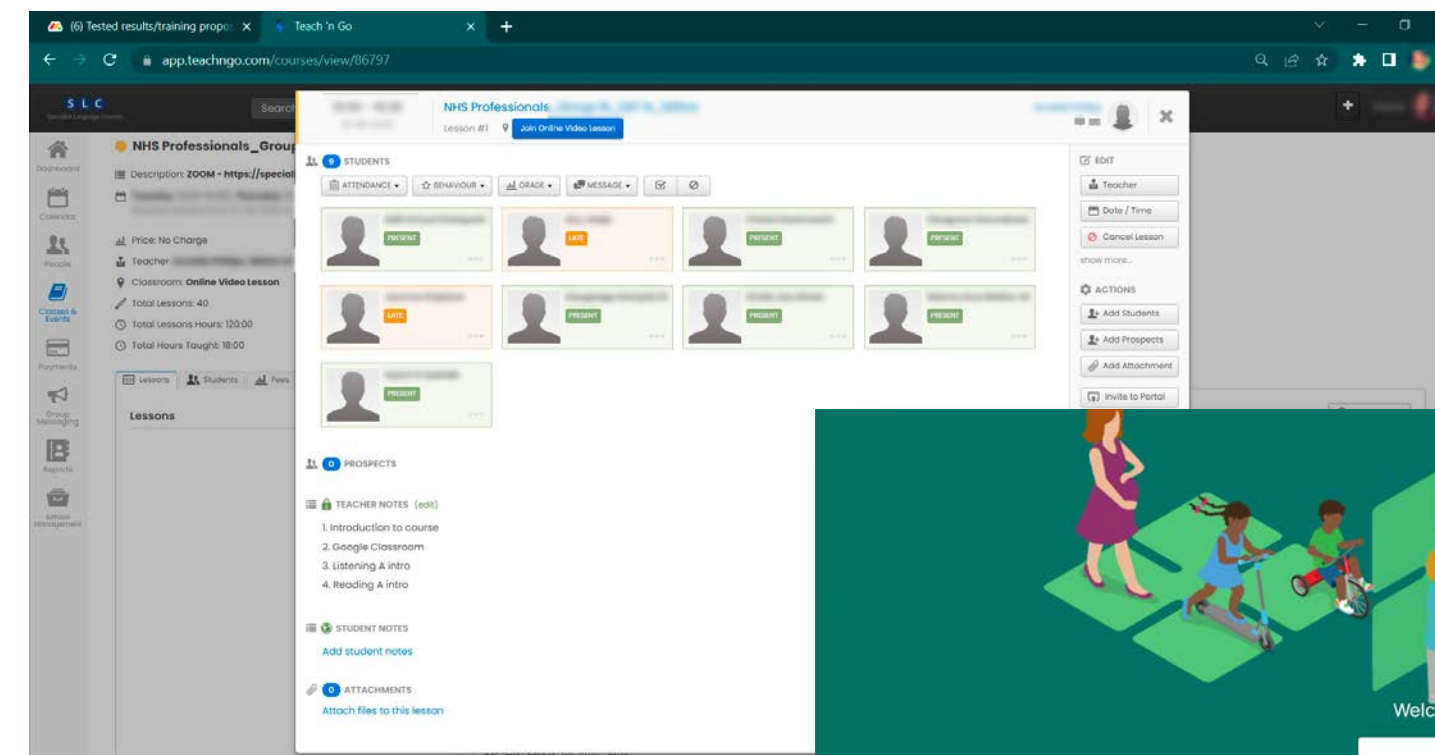 (6) Tested results/training propo
Teach 'n Go
app.teachngo.com/courses/view/86797
SLC
Search
Dashboard
Calendar
People
Classes &
Events
Payments
Group
Messaging
Reports
School
Management
NHS Professionals_Group
Description: ZOOM - https://speciali
Price: No Charge
Teacher
Classroom: Online Video Lesson
Total Lessons: 40
Total Lessons Hours: 120:00
Total Hours Taught: 18:00
Lessons Students Fees
Lessons
NHS Professionals
Lesson #1 Join Online Video Lesson
9 STUDENTS
ATTENDANCE BEHAVIOUR GRADE MESSAGE
PRESENT LATE PRESENT PRESENT
LATE PRESENT PRESENT PRESENT
PRESENT
0 PROSPECTS
TEACHER NOTES (edit)
1. Introduction to course
2. Google Classroom
3. Listening A intro
4. Reading A intro
STUDENT NOTES
Add student notes
0 ATTACHMENTS
Attach files to this lesson
EDIT
Teacher
Date / Time
Cancel Lesson
show more...
ACTIONS
Add Students
Add Prospects
Add Attachment
Invite to Portal
Welc